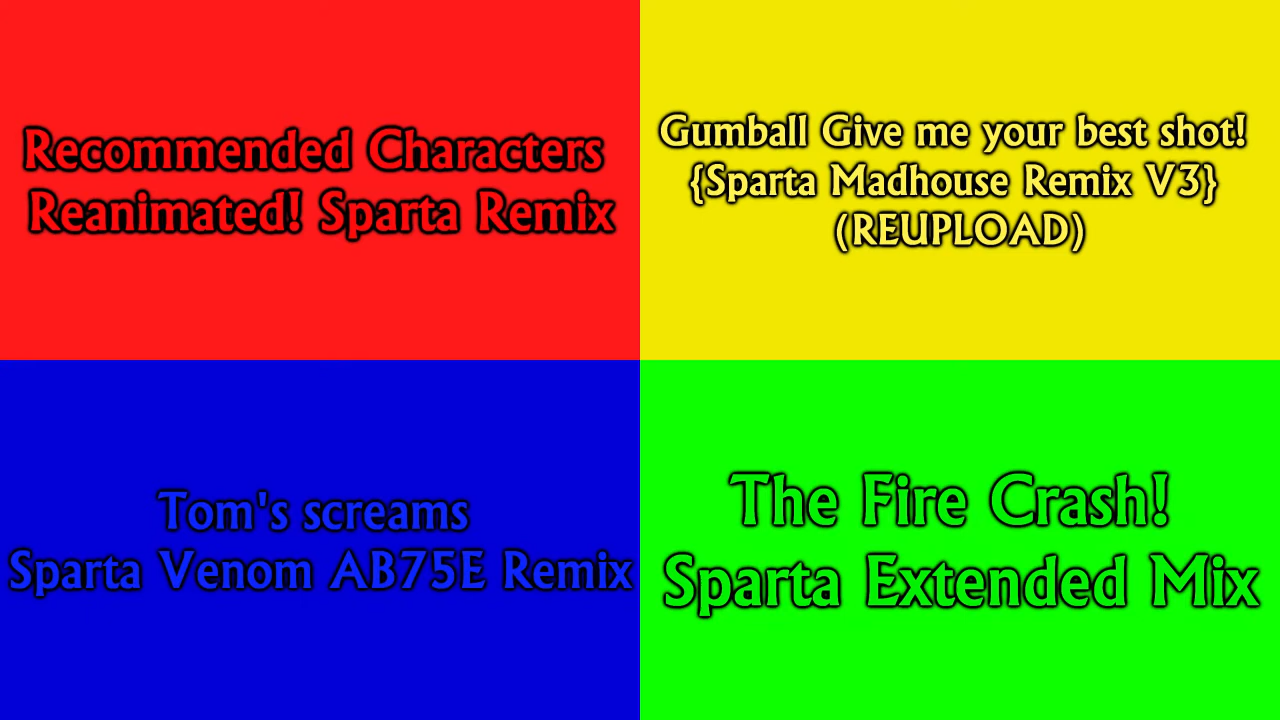 Recommended Characters
Reanimated! Sparta Remix
Gumball Give me your best shot!
{Sparta Madhouse Remix V3}
(REUPLOAD)
Tom's screams
Sparta Venom AB75E Remix
The Fire Crash!
Sparta Extended Mix